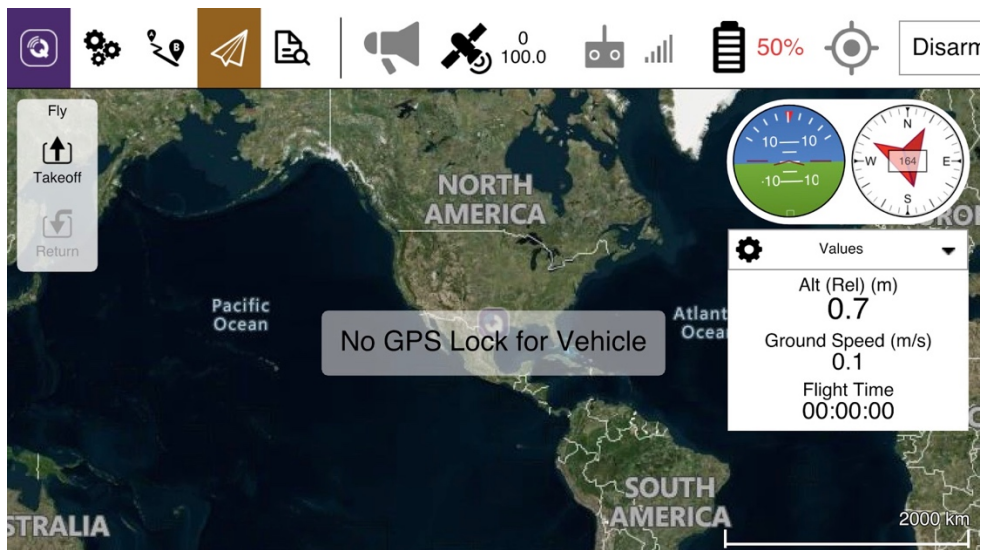 B
0
100.0
50%
Disarm
Fly
Takeoff
Return
10 10
-10 10
N
W 164 E
S
NORTH
AMERICA
Pacific
Ocean
Atlant
Ocea
No GPS Lock for Vehicle
Values
Alt (Rel) (m)
0.7
Ground Speed (m/s)
0.1
Flight Time
00:00:00
SOUTH
AMERICA
STRALIA
2000 km